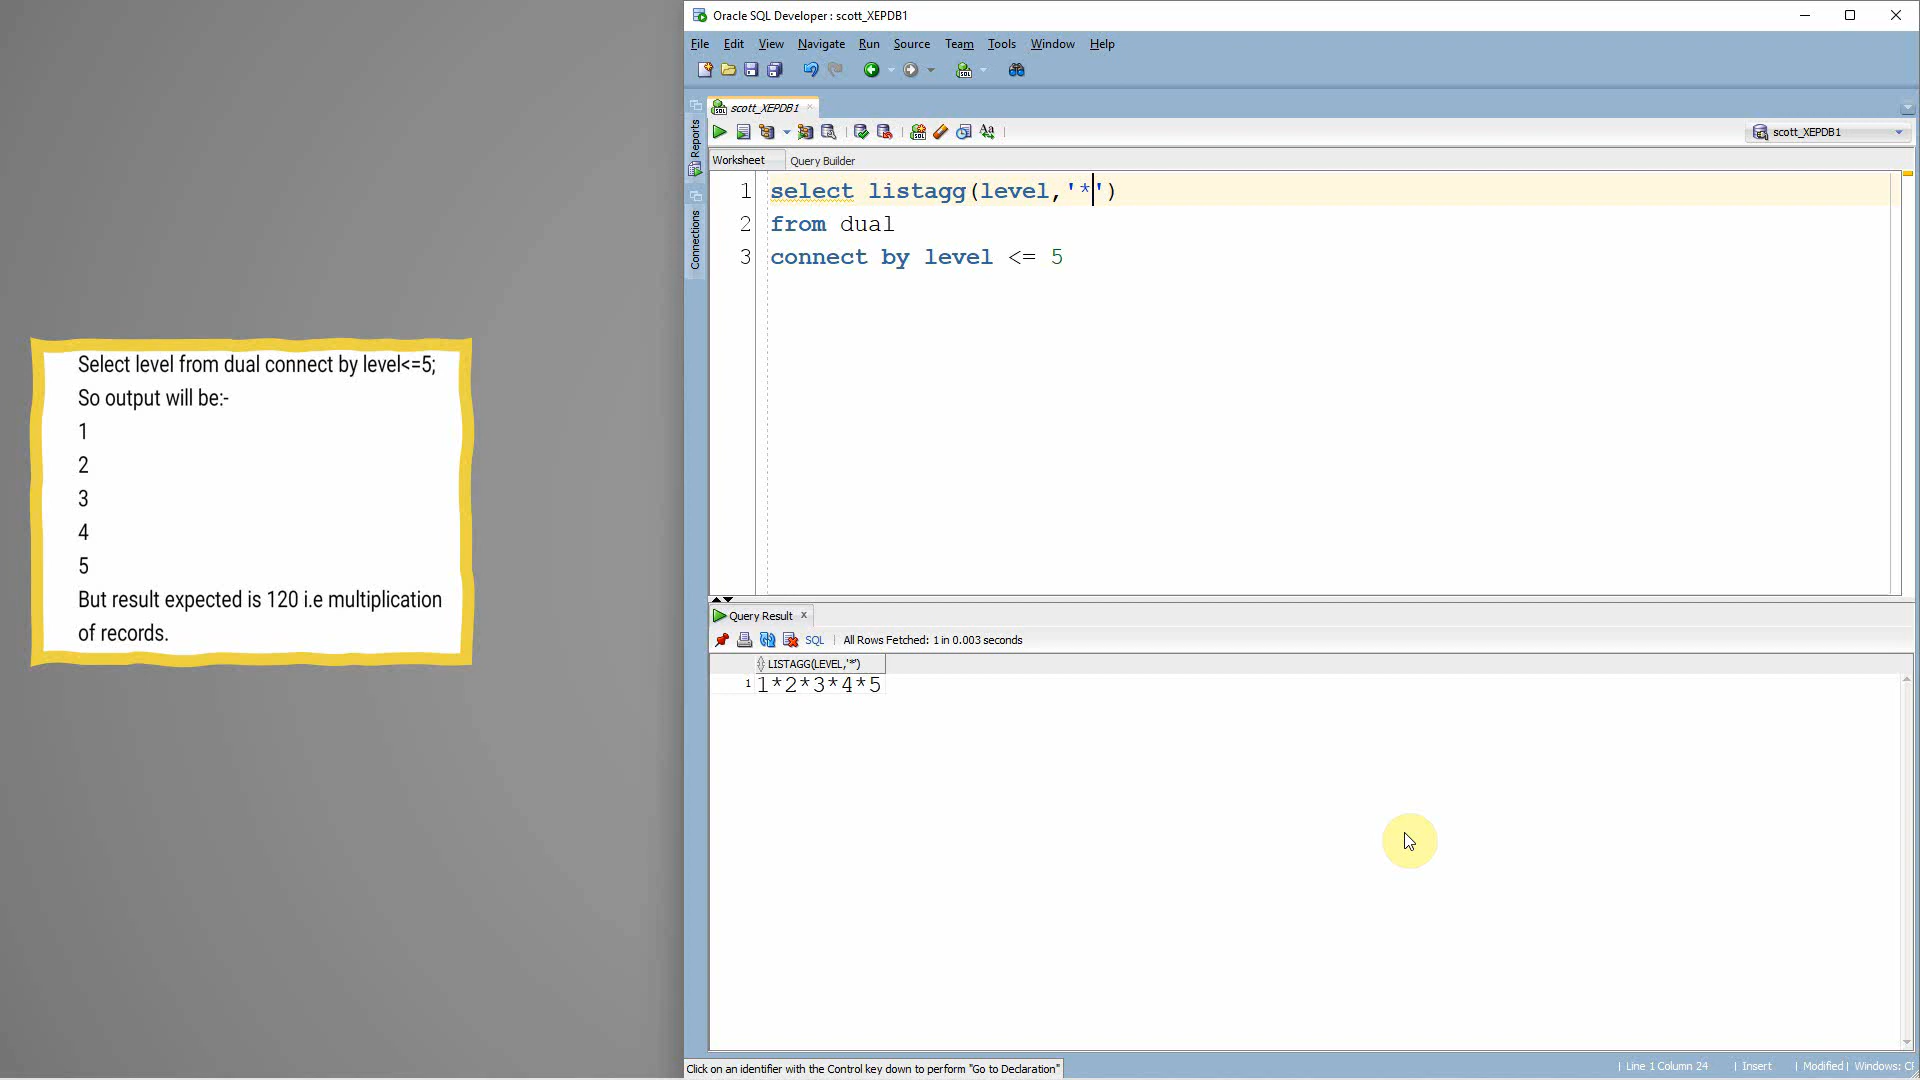 Select level from dual connect by level<=5;
So output will be:-
1
2
3
4
5
But result expected is 120 i.e multiplication
of records.
Oracle SQL Developer : scott_XEPDB1
File Edit View Navigate Run Source Team Tools Window Help
scott_XEPDB1
Reports
Connections
scott_XEPDB1
Worksheet Query Builder
1 select listagg(level,'*')
2 from dual
3 connect by level <= 5
Query Result
SQL | All Rows Fetched: 1 in 0.003 seconds
LISTAGG(LEVEL,'*')
1 1*2*3*4*5
Click on an identifier with the Control key down to perform "Go to Declaration"
Line 1 Column 24 | Insert | Modified | Windows: